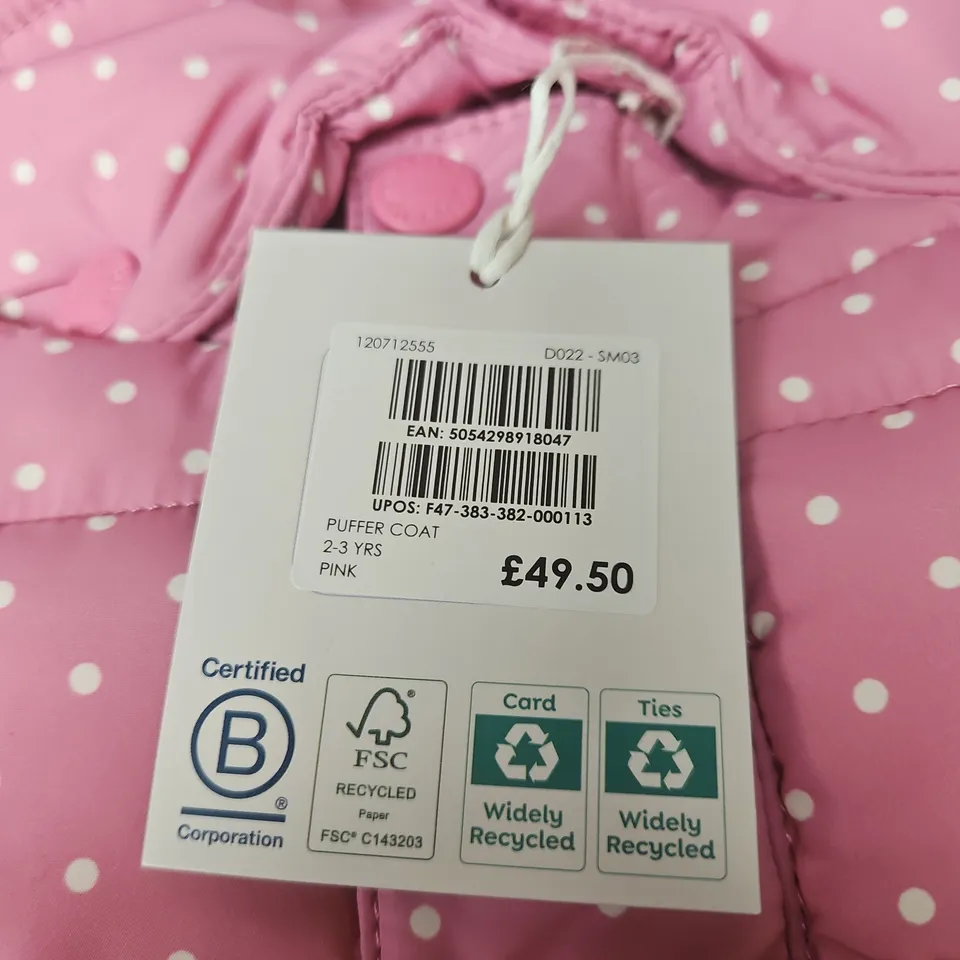 120712555 D022 - SM03
EAN: 5054298918047
UPOS: F47-383-382-000113
PUFFER COAT
2-3 YRS
PINK
£49.50
Certified
B
®
Corporation
®
FSC
RECYCLED
Paper
FSC® C143203
Card
Widely
Recycled
Ties
Widely
Recycled